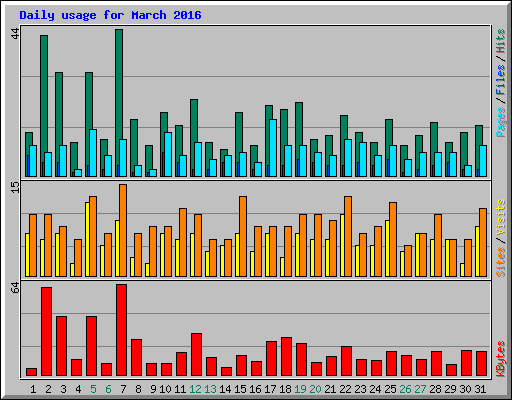 Daily usage for March 2016
44
Pages / Files / Hits
15
Sites / Visits
64
KBytes
1 2 3 4 5 6 7 8 9 10 11 12 13 14 15 16 17 18 19 20 21 22 23 24 25 26 27 28 29 30 31